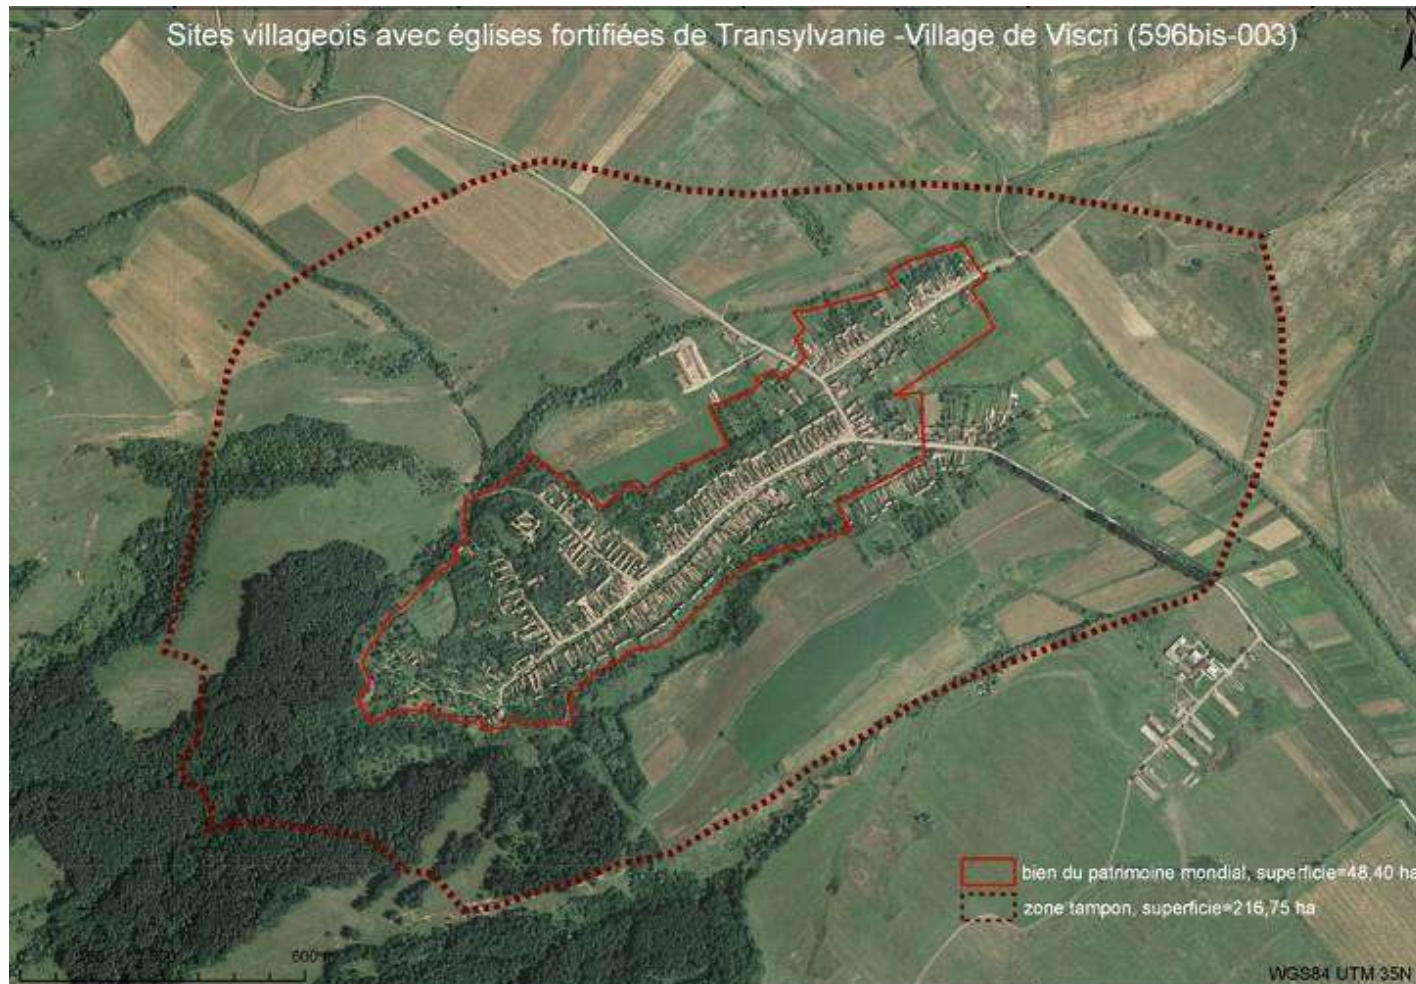 Sites villageois avec églises fortifiées de Transylvanie -Village de Viscri (596bis-003)
bien du patrimoine mondial, superficie=48,40 ha
zone tampon, superficie=216,75 ha
0
WGS84 UTM 35N